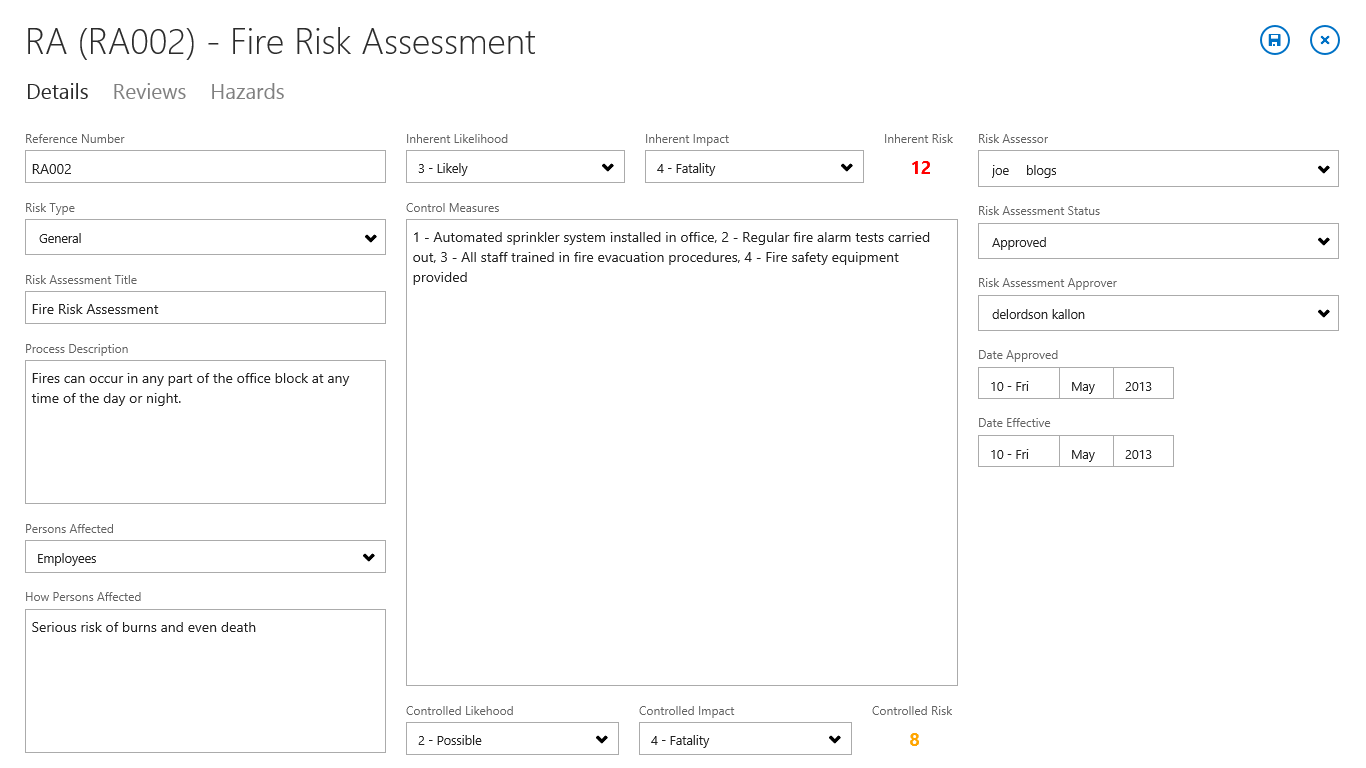 RA (RA002) - Fire Risk Assessment
Details Reviews Hazards
Reference Number
RA002
Risk Type
General
Risk Assessment Title
Fire Risk Assessment
Process Description
Fires can occur in any part of the office block at any
time of the day or night.
Persons Affected
Employees
How Persons Affected
Serious risk of burns and even death
Inherent Likelihood Inherent Impact Inherent Risk
3 - Likely 4 - Fatality 12
Control Measures
1 - Automated sprinkler system installed in office, 2 - Regular fire alarm tests carried
out, 3 - All staff trained in fire evacuation procedures, 4 - Fire safety equipment
provided
Controlled Likehood Controlled Impact Controlled Risk
2 - Possible 4 - Fatality 8
Risk Assessor
joe blogs
Risk Assessment Status
Approved
Risk Assessment Approver
delordson kallon
Date Approved
10 - Fri May 2013
Date Effective
10 - Fri May 2013